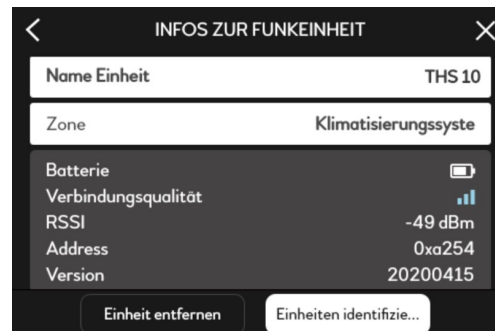 INFOS ZUR FUNKEINHEIT
Name Einheit THS 10
Zone Klimatisierungssyste
Batterie
Verbindungsqualität
RSSI -49 dBm
Address 0xa254
Version 20200415
Einheit entfernen Einheiten identifizie...